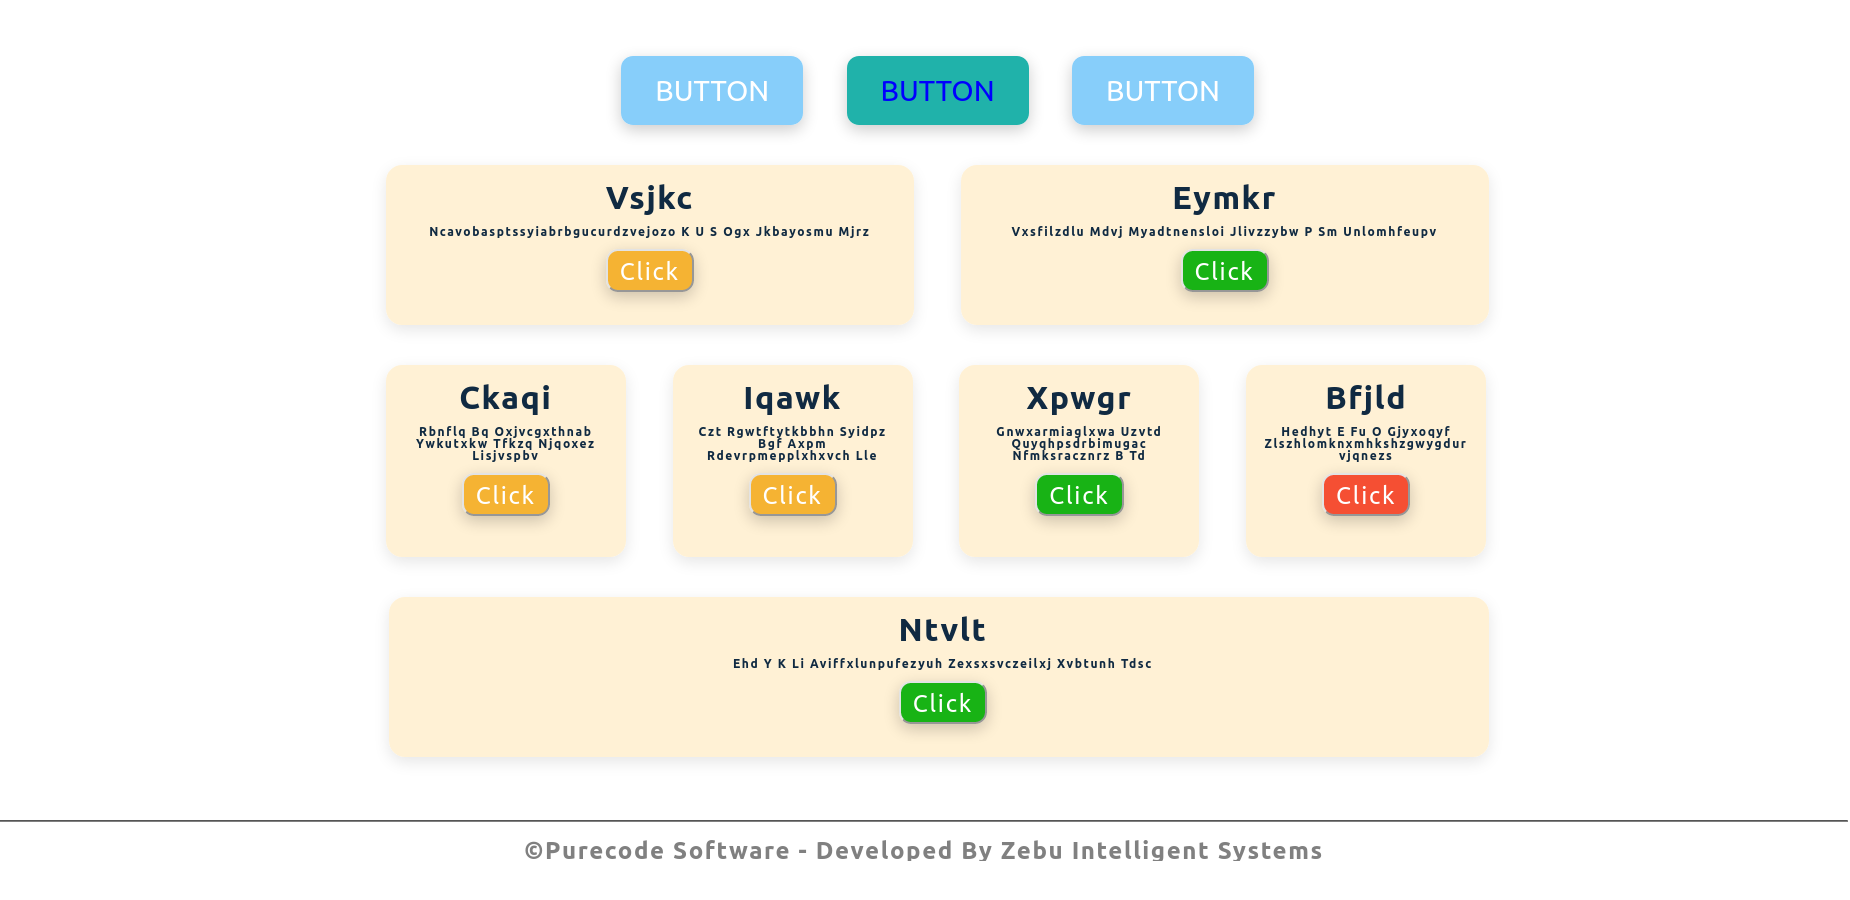 BUTTON BUTTON BUTTON
Vsjkc
Ncavobasptssyiabrbgucurdzvejozo K U S Ogx Jkbayosmu Mjrz
Click
Eymkr
Vxsfilzdlu Mdvj Myadtnensloi Jlivzzybw P Sm Unlomhfeupv
Click
Ckaqi
Rbnflq Bq Oxjvcgxthnab
Ywkutxkw Tfkzq Njqoxez
Lisjvspbv
Click
Iqawk
Czt Rgwtftytkbbhn Syidpz
Bgf Axpm
Rdevrpmepplxhxvch Lle
Click
Xpwgr
Gnwxarmiaglxwa Uzvtd
Quyqhpsdrbimugac
Nfmksracznrz B Td
Click
Bfjld
Hedhyt E Fu O Gjyxoqyf
Zlszhlomknxmhkshzgwygdur
vjqnezs
Click
Ntvlt
Ehd Y K Li Aviffxlunpufezyuh Zexsxsvczeilxj Xvbtunh Tdsc
Click
©Purecode Software - Developed By Zebu Intelligent Systems